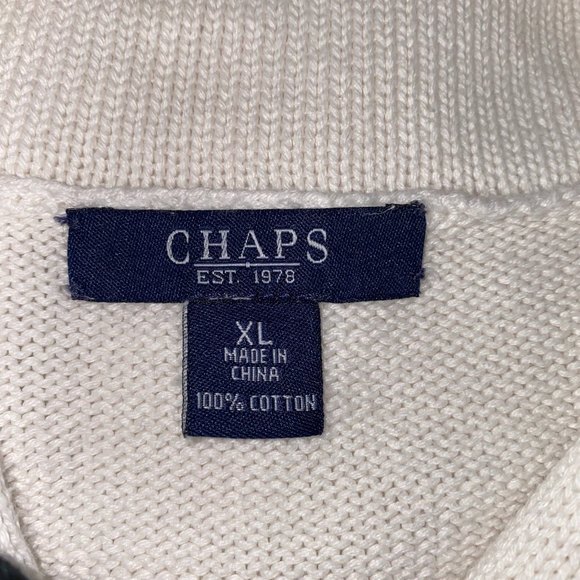 CHAPS
EST. 1978
XL
MADE IN
CHINA
100% COTTON